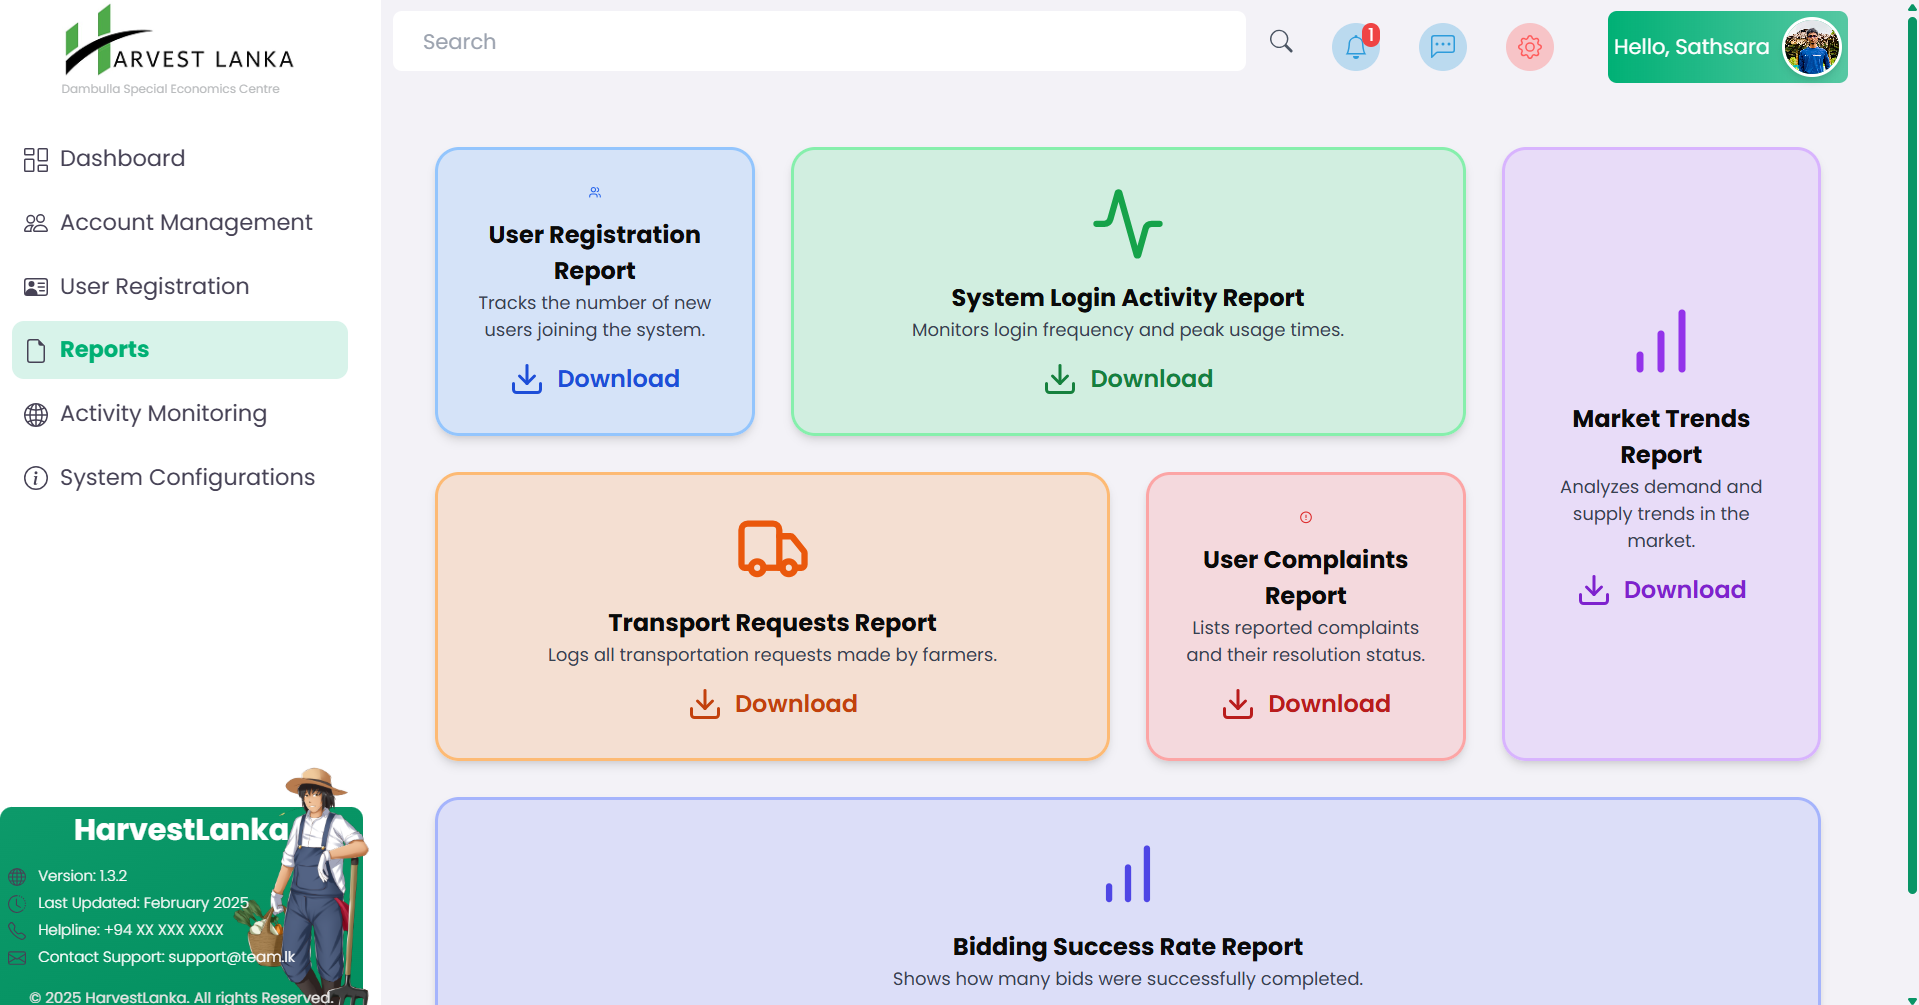 ARVEST LANKA
Dambulla Special Economics Centre
Search
1
Hello, Sathsara
Dashboard
Account Management
User Registration
Reports
Activity Monitoring
System Configurations
User Registration
Report
Tracks the number of new
users joining the system.
Download
System Login Activity Report
Monitors login frequency and peak usage times.
Download
Market Trends
Report
Analyzes demand and
supply trends in the
market.
Download
Transport Requests Report
Logs all transportation requests made by farmers.
Download
User Complaints
Report
Lists reported complaints
and their resolution status.
Download
Bidding Success Rate Report
Shows how many bids were successfully completed.
HarvestLanka
Version: 1.3.2
Last Updated: February 2025
Helpline: +94 XX XXX XXXX
Contact Support: support@team.lk
© 2025 HarvestLanka. All rights Reserved.